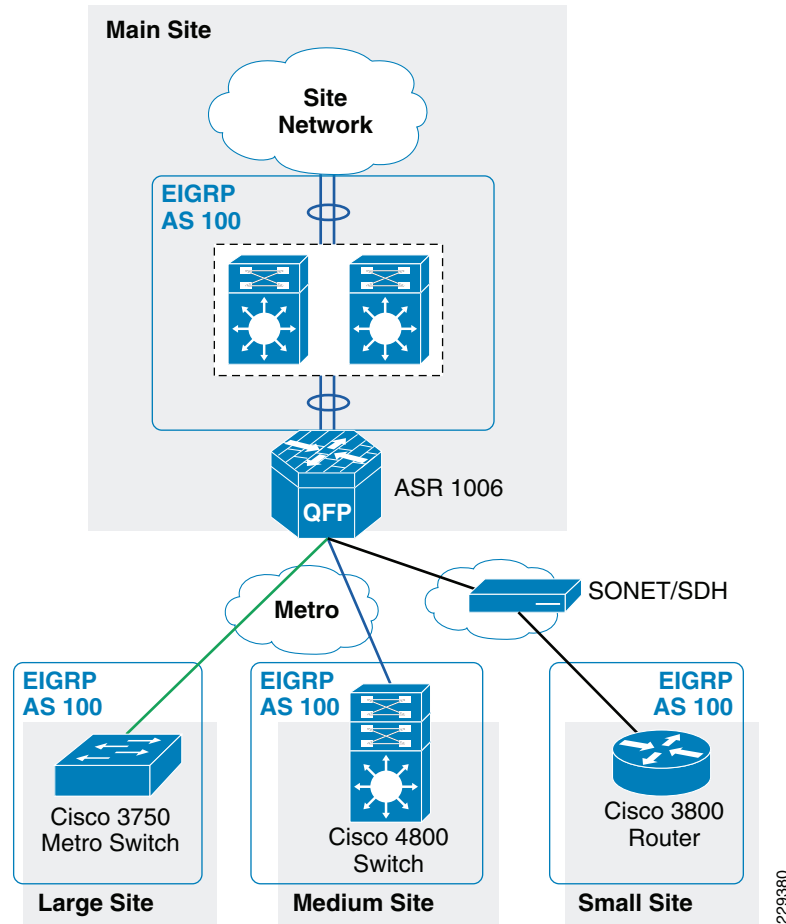 Main Site
Site
Network
EIGRP
AS 100
QFP
ASR 1006
Metro
SONET/SDH
EIGRP
AS 100
Cisco 3750
Metro Switch
Large Site
EIGRP
AS 100
Cisco 4800
Switch
Medium Site
EIGRP
AS 100
Cisco 3800
Router
Small Site
229380